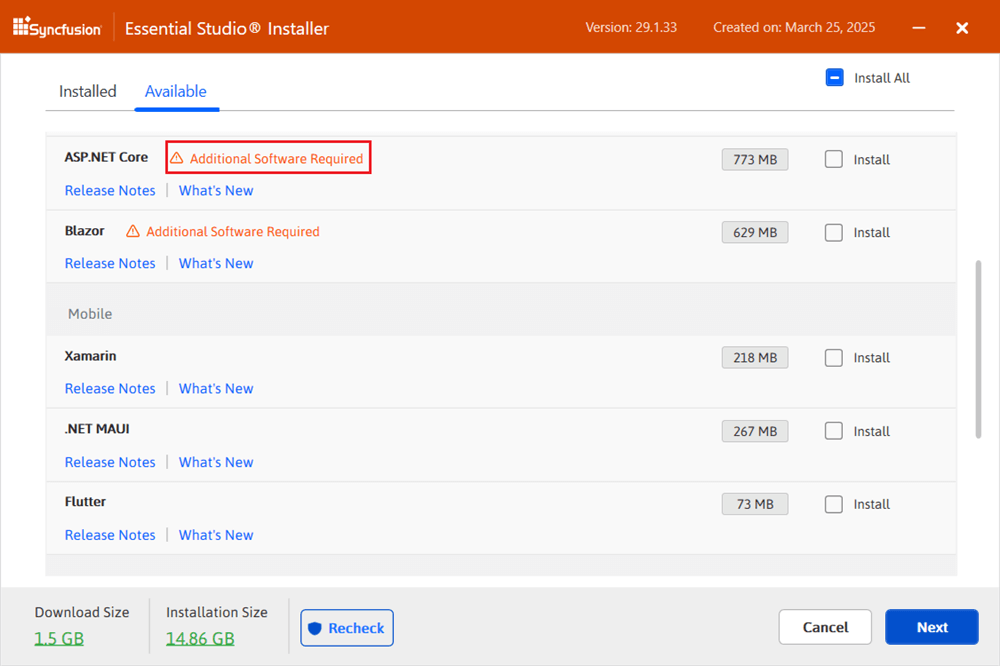 Syncfusion Essential Studio® Installer Version: 29.1.33 Created on: March 25, 2025
Install All
Installed Available
ASP.NET Core Additional Software Required 773 MB Install
Release Notes What's New
Blazor Additional Software Required 629 MB Install
Release Notes What's New
Mobile
Xamarin 218 MB Install
Release Notes What's New
.NET MAUI 267 MB Install
Release Notes What's New
Flutter 73 MB Install
Release Notes What's New
Download Size Installation Size
1.5 GB 14.86 GB
Recheck Cancel Next